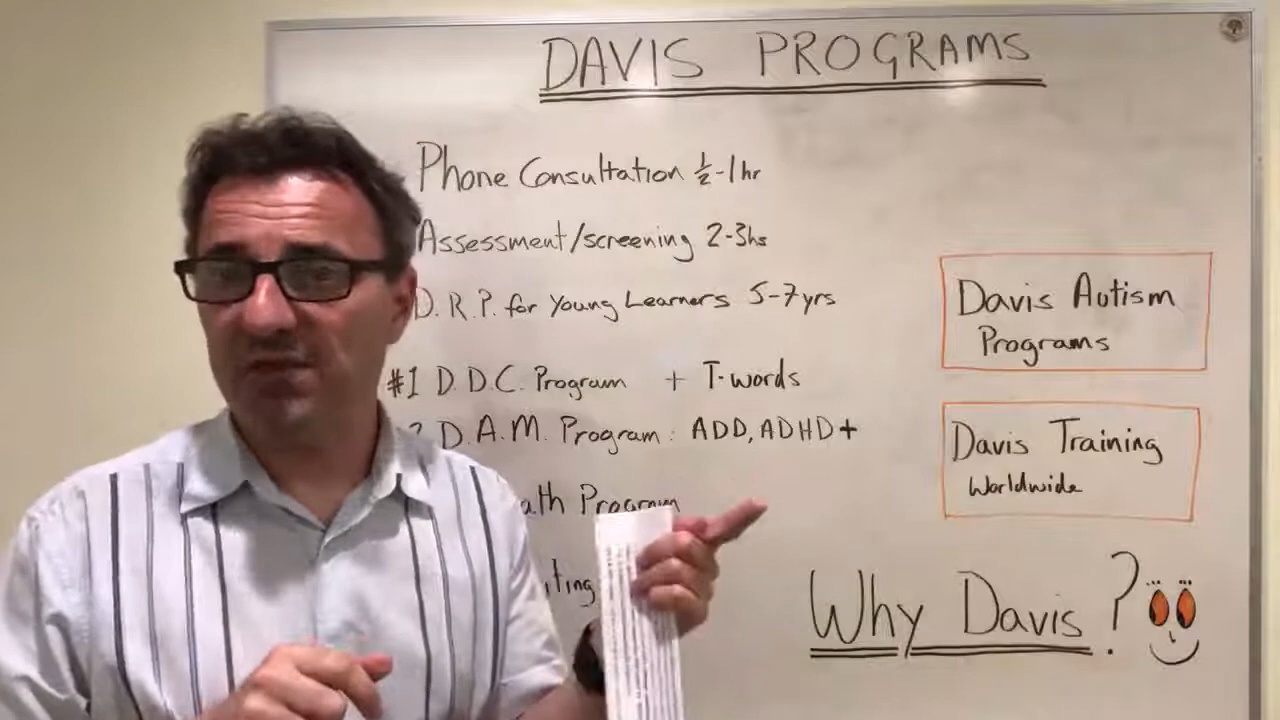 DAVIS PROGRAMS
Phone Consultation ½-1hr
Assessment/screening 2-3hs
D.R.P. for Young Learners 5-7yrs
#1 D.D.C. Program + T-words
D.A.M. Program: ADD, ADHD+
ath Program
iting
Davis Autism
Programs
Davis Training
Worldwide
Why Davis?